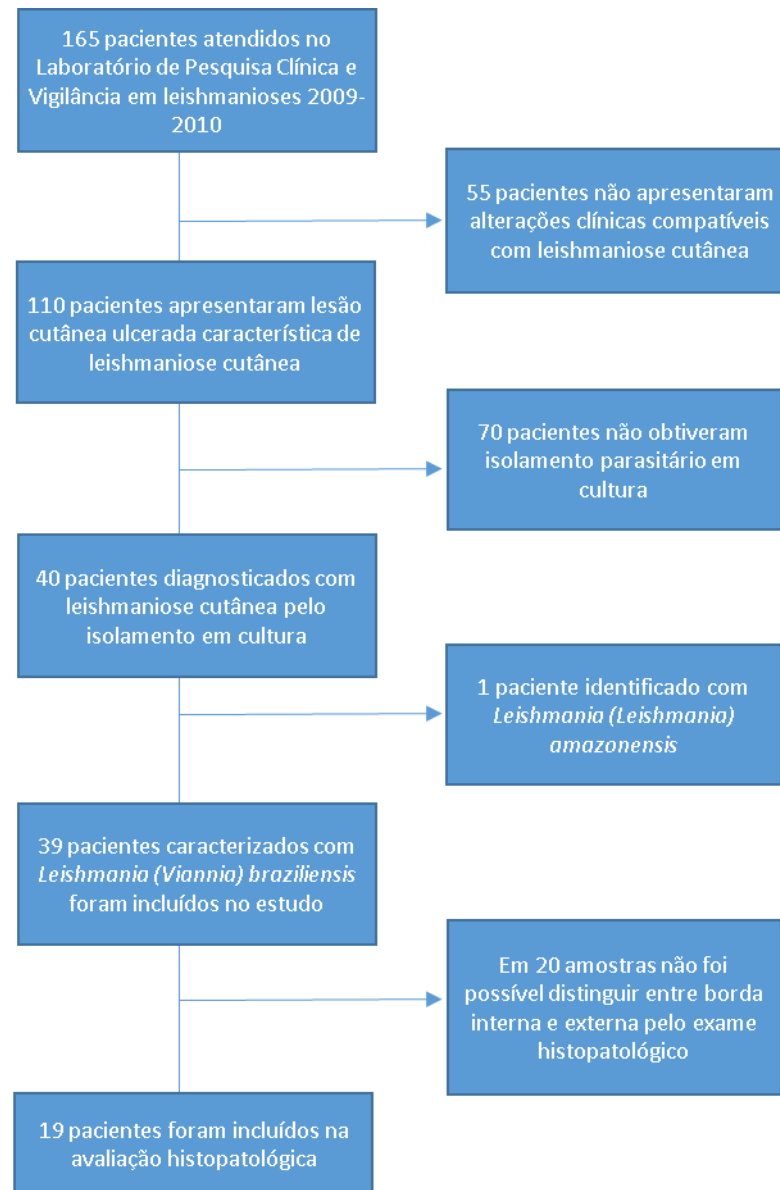 165 pacientes atendidos no
Laboratório de Pesquisa Clínica e
Vigilância em leishmanioses 2009-
2010
55 pacientes não apresentaram
alterações clínicas compatíveis
com leishmaniose cutânea
110 pacientes apresentaram lesão
cutânea ulcerada característica de
leishmaniose cutânea
70 pacientes não obtiveram
isolamento parasitário em
cultura
40 pacientes diagnosticados com
leishmaniose cutânea pelo
isolamento em cultura
1 paciente identificado com
Leishmania (Leishmania)
amazonensis
39 pacientes caracterizados com
Leishmania (Viannia) braziliensis
foram incluídos no estudo
Em 20 amostras não foi
possível distinguir entre borda
interna e externa pelo exame
histopatológico
19 pacientes foram incluídos na
avaliação histopatológica